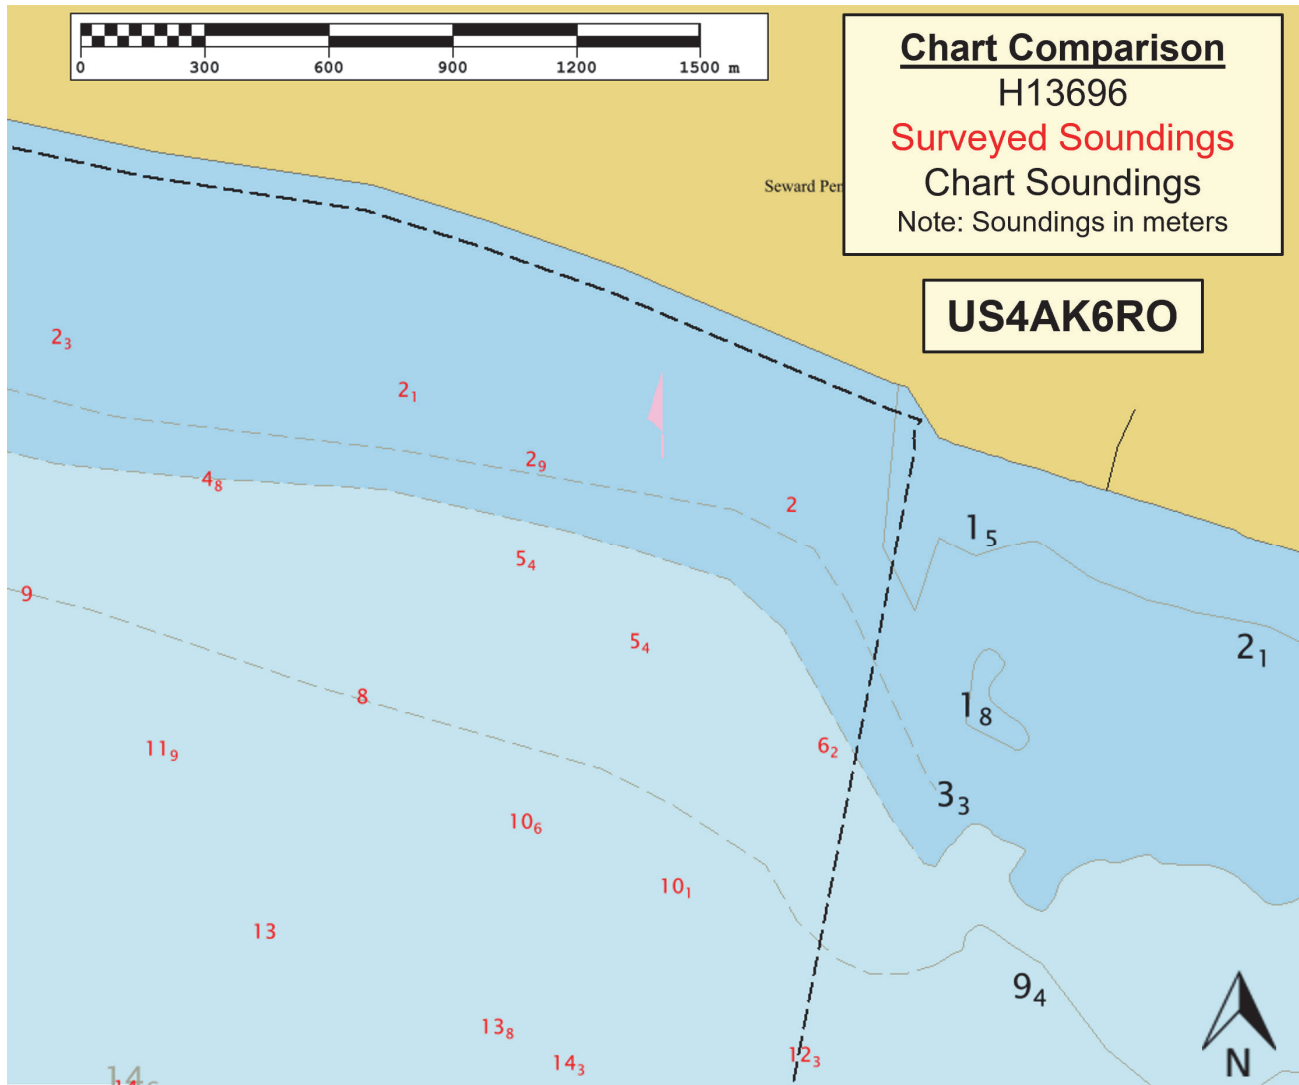 0 300 600 900 1200 1500 m
Chart Comparison
H13696
Surveyed Soundings
Chart Soundings
Note: Soundings in meters
Seward Pen
US4AK6RO
2₃
2₁
2₉
4₈
2
1₅
5₄
9
5₄
2₁
8
1₈
11₉
6₂
3₃
10₆
10₁
13
9₄
13₈
14₃
12₃
N